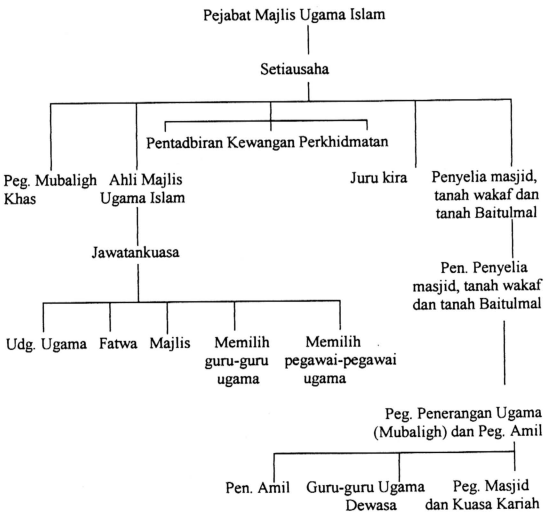 Pejabat Majlis Ugama Islam
Setiausaha
Pentadbiran Kewangan Perkhidmatan
Peg. Mubaligh
Khas
Ahli Majlis
Ugama Islam
Juru kira
Penyelia masjid,
tanah wakaf dan
tanah Baitulmal
Jawatankuasa
Pen. Penyelia
masjid, tanah wakaf
dan tanah Baitulmal
Udg. Ugama
Fatwa
Majlis
Memilih
guru-guru
ugama
Memilih
pegawai-pegawai
ugama
Peg. Penerangan Ugama
(Mubaligh) dan Peg. Amil
Pen. Amil
Guru-guru Ugama
Dewasa
Peg. Masjid
dan Kuasa Kariah